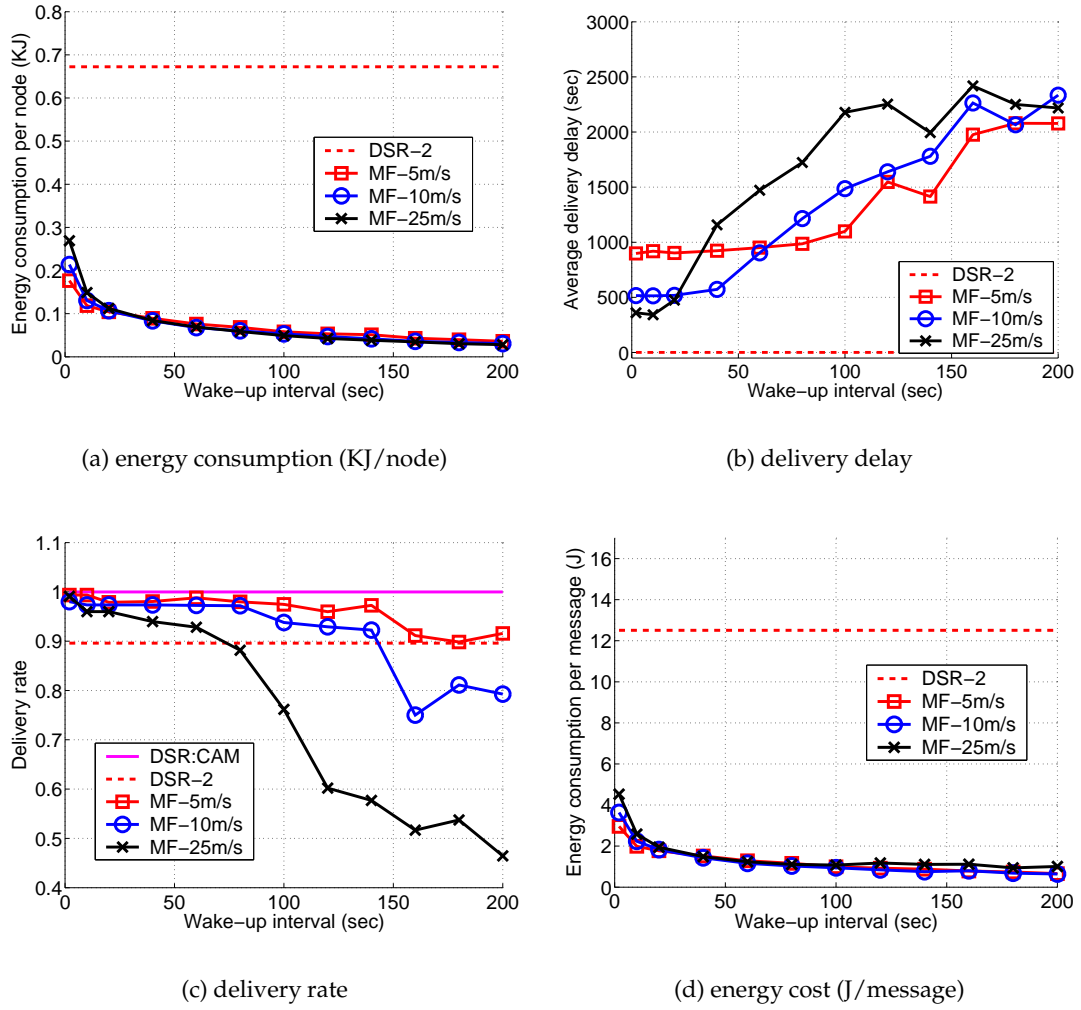 0.8
0.7
0.6
0.5
0.4
0.3
0.2
0.1
0
Energy consumption per node (KJ)
DSR−2
MF−5m/s
MF−10m/s
MF−25m/s
0 50 100 150 200
Wake−up interval (sec)
(a) energy consumption (KJ/node)
3000
2500
2000
1500
1000
500
0
Average delivery delay (sec)
DSR−2
MF−5m/s
MF−10m/s
MF−25m/s
0 50 100 150 200
Wake−up interval (sec)
(b) delivery delay
1.1
1
0.9
0.8
0.7
0.6
0.5
0.4
Delivery rate
DSR:CAM
DSR−2
MF−5m/s
MF−10m/s
MF−25m/s
0 50 100 150 200
Wake−up interval (sec)
(c) delivery rate
16
14
12
10
8
6
4
2
0
Energy consumption per message (J)
DSR−2
MF−5m/s
MF−10m/s
MF−25m/s
0 50 100 150 200
Wake−up interval (sec)
(d) energy cost (J/message)